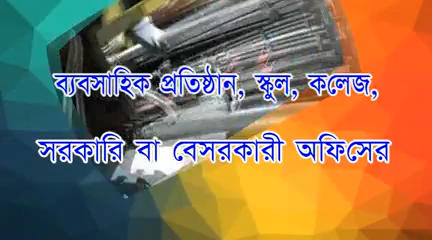 ব্যবসাহিক প্রতিষ্ঠান, স্কুল, কলেজ,
সরকারি বা বেসরকারী অফিসের